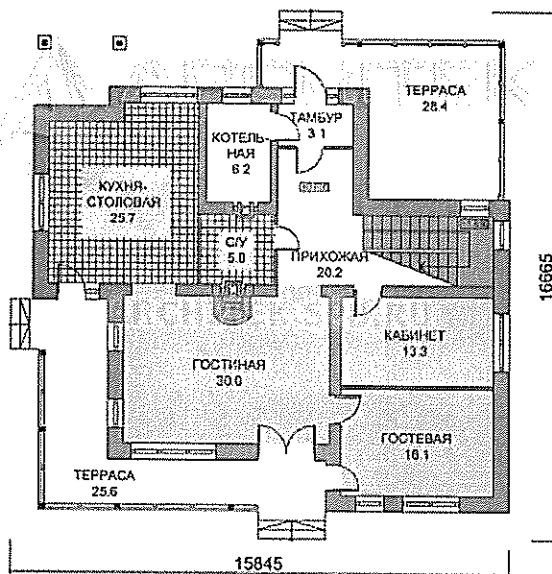 ТЕРРАСА
28.4
ТАМБУР
3.1
КОТЕЛЬ-
НАЯ
6.2
КУХНЯ-
СТОЛОВАЯ
25.7
С/У
5.0
ПРИХОЖАЯ
20.2
КАБИНЕТ
13.3
ГОСТИНАЯ
30.0
ГОСТЕВАЯ
16.1
ТЕРРАСА
25.6
15845
16665